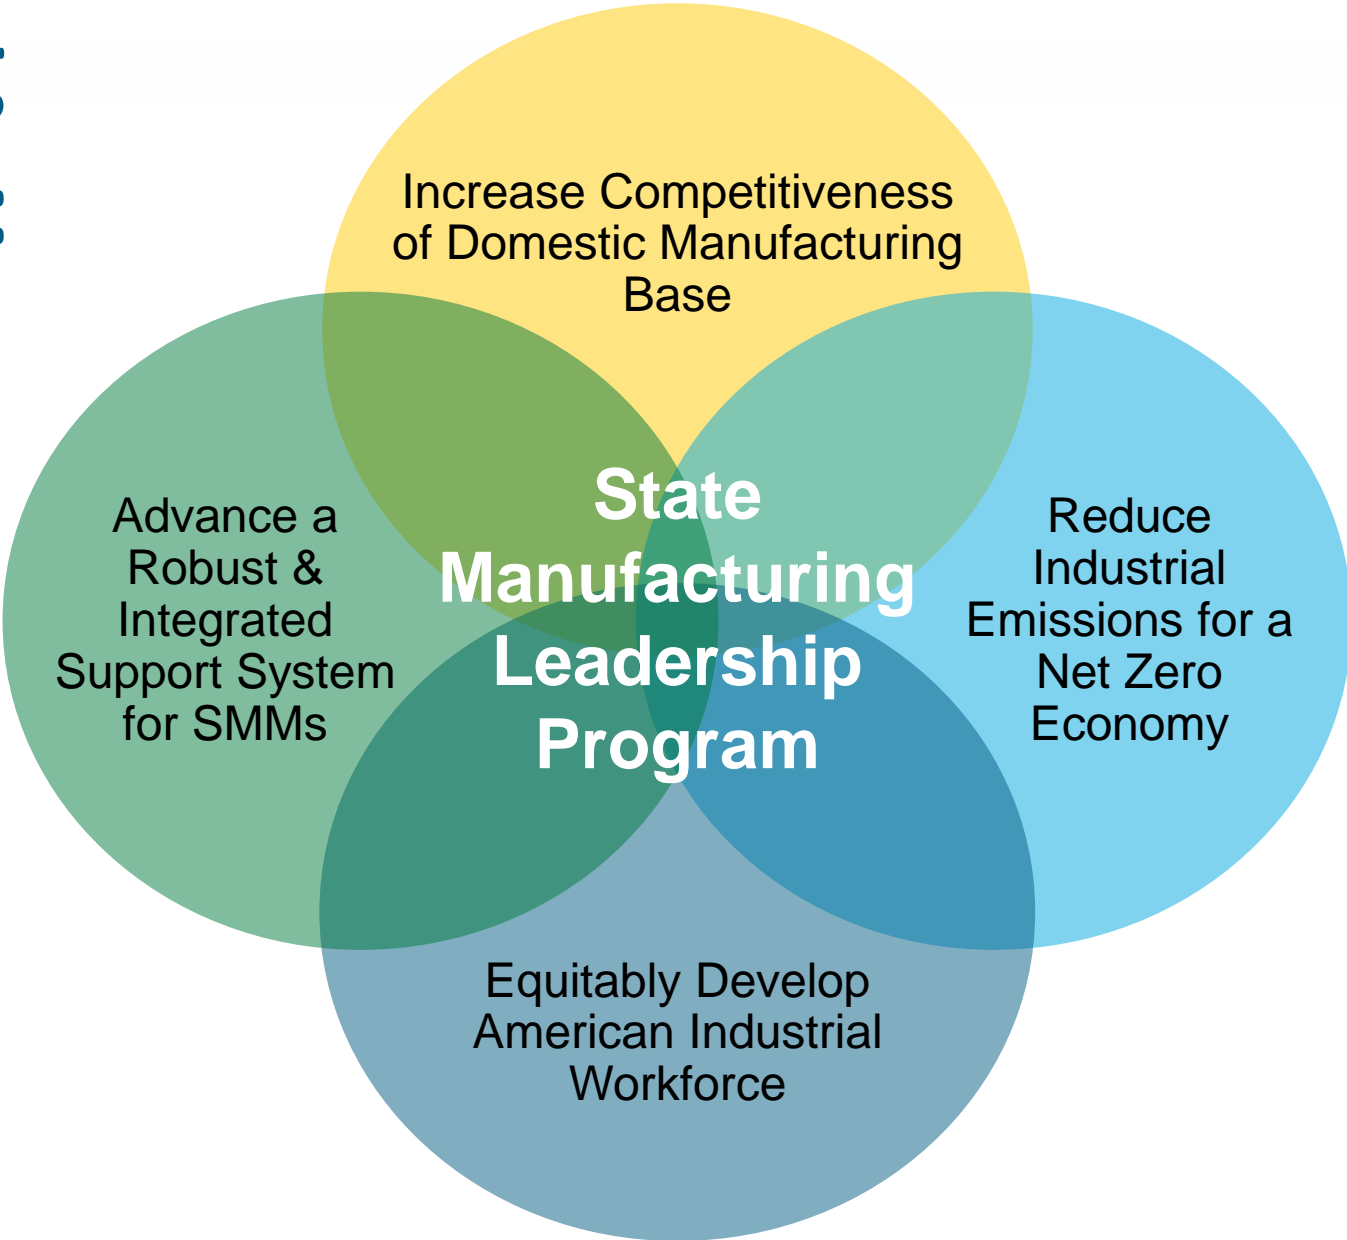 Increase Competitiveness
of Domestic Manufacturing
Base
Advance a
Robust &
Integrated
Support System
for SMMs
State
Manufacturing
Leadership
Program
Reduce
Industrial
Emissions for a
Net Zero
Economy
Equitably Develop
American Industrial
Workforce